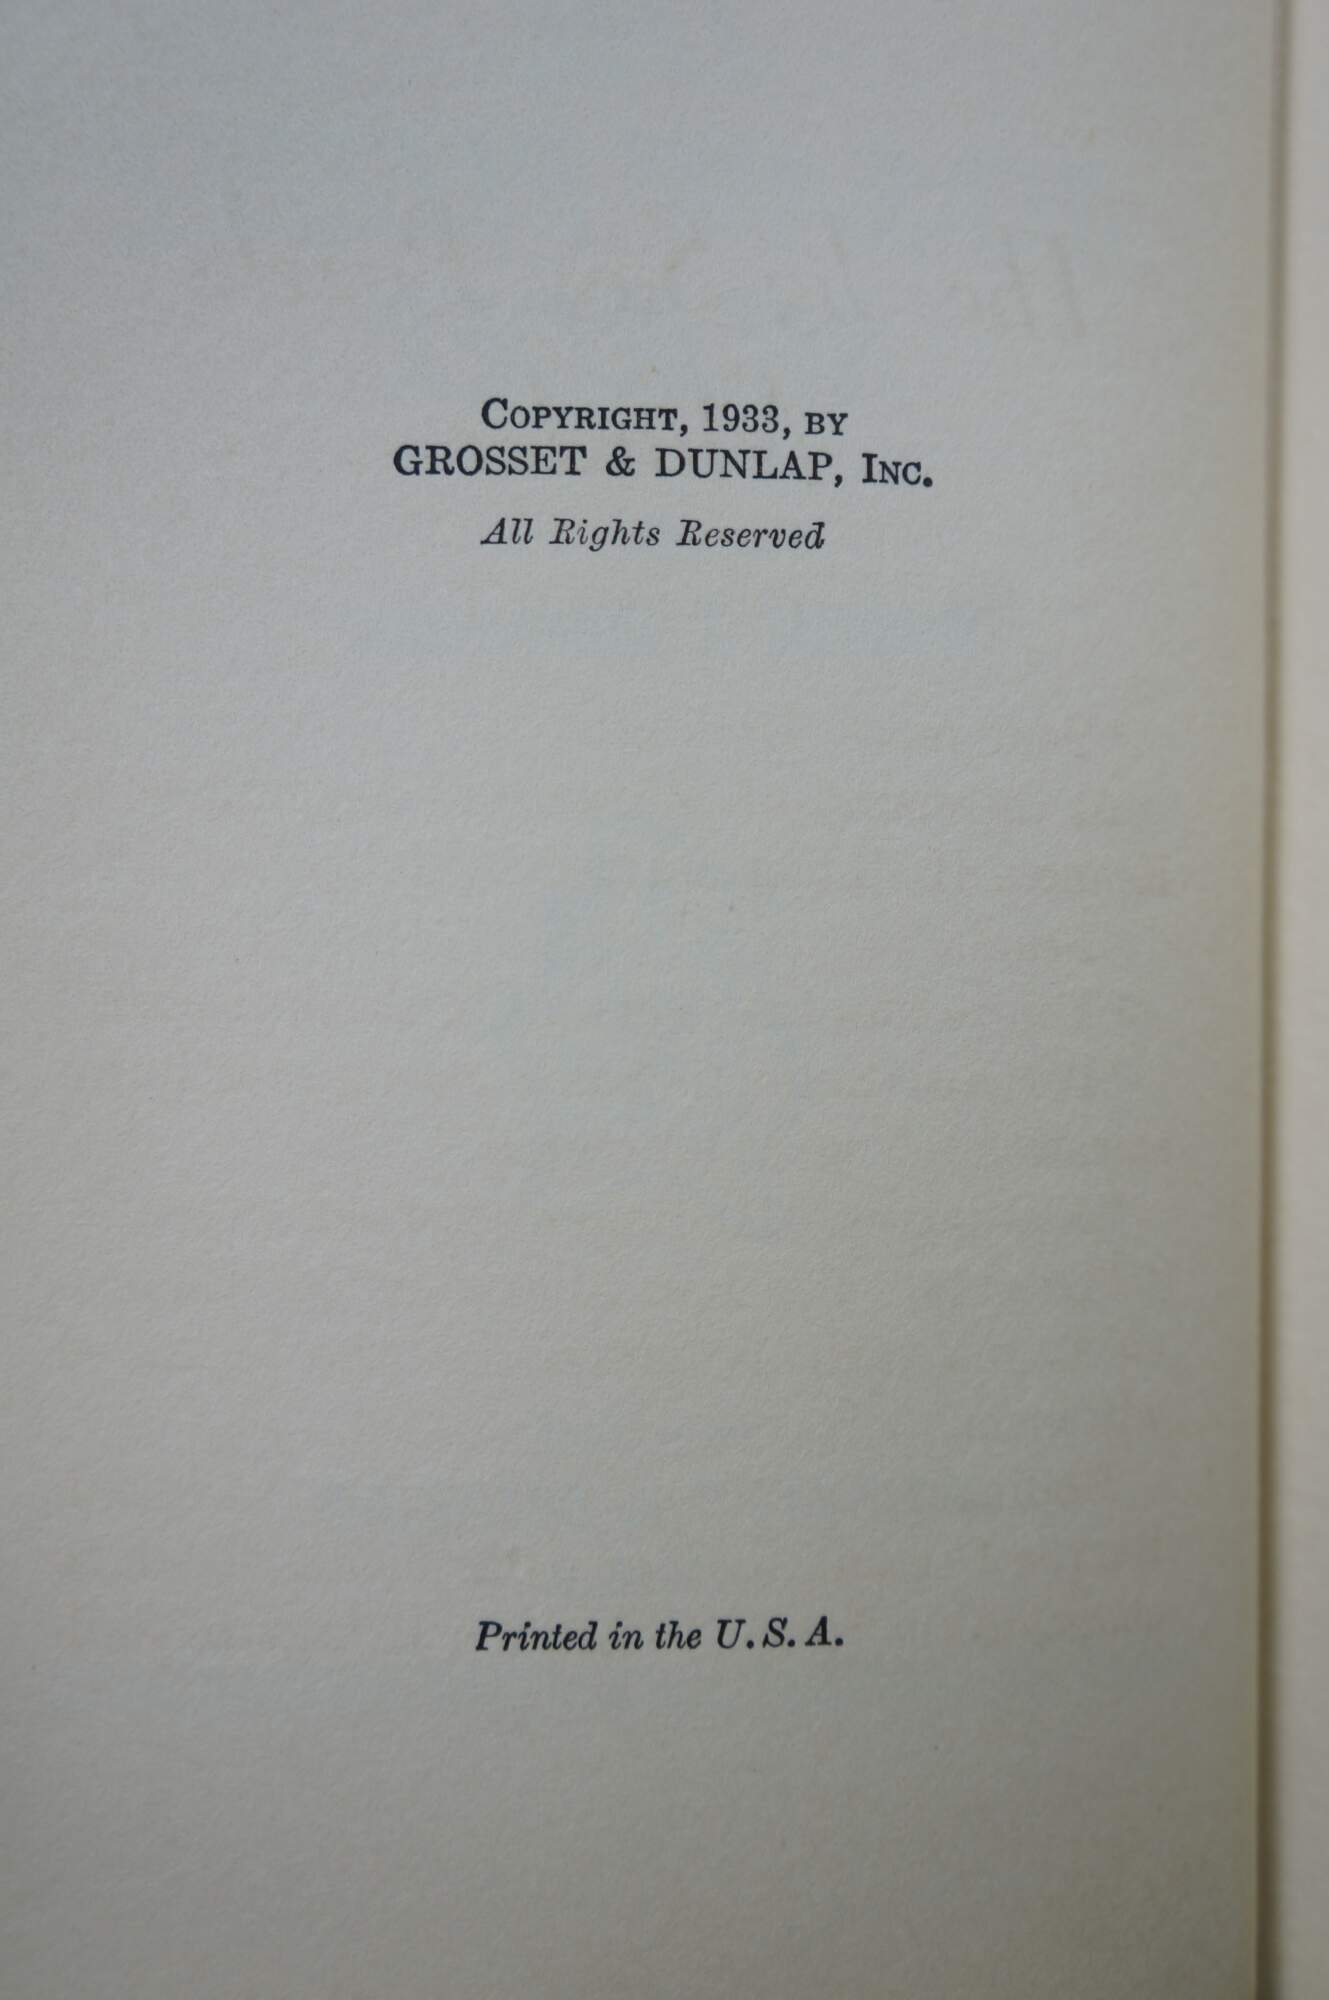 Copyright, 1933, by
GROSSET & DUNLAP, Inc.
All Rights Reserved
Printed in the U. S. A.